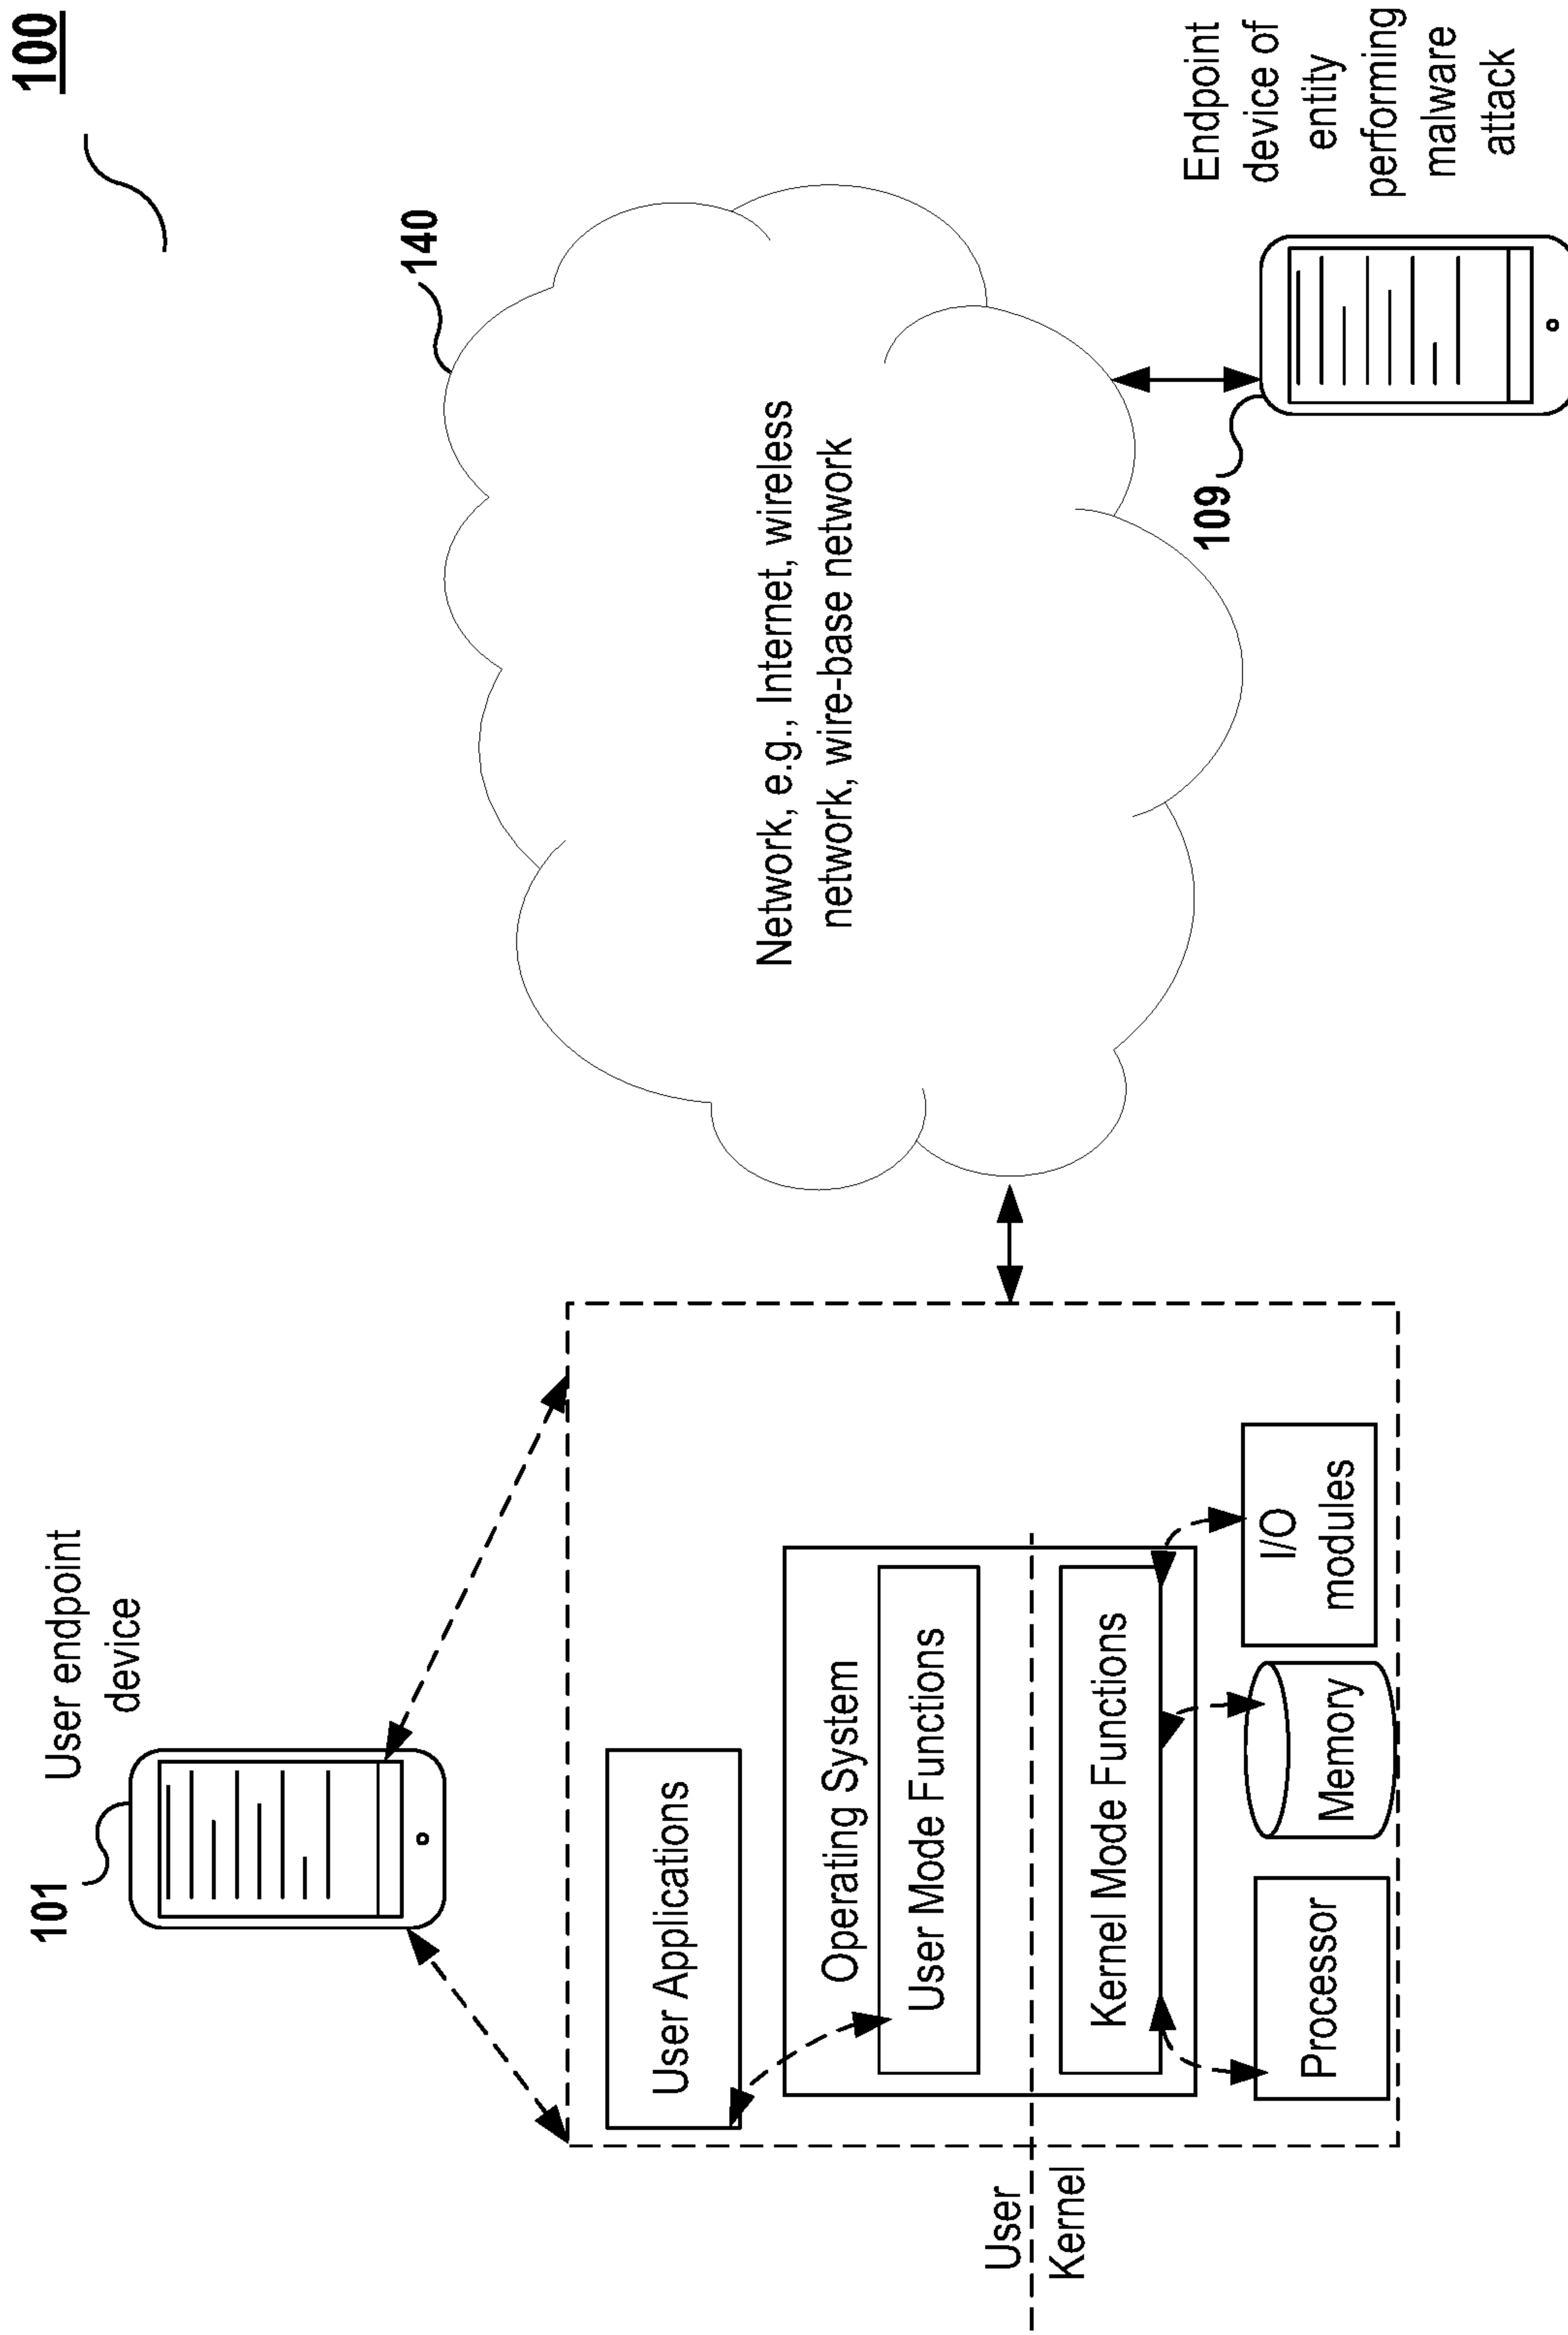 100
101
User endpoint
device
140
Network, e.g., Internet, wireless
network, wire-base network
User Applications
Operating System
User Mode Functions
User
Kernel
Kernel Mode Functions
Processor
Memory
I/O
modules
109
Endpoint
device of
entity
performing
malware
attack